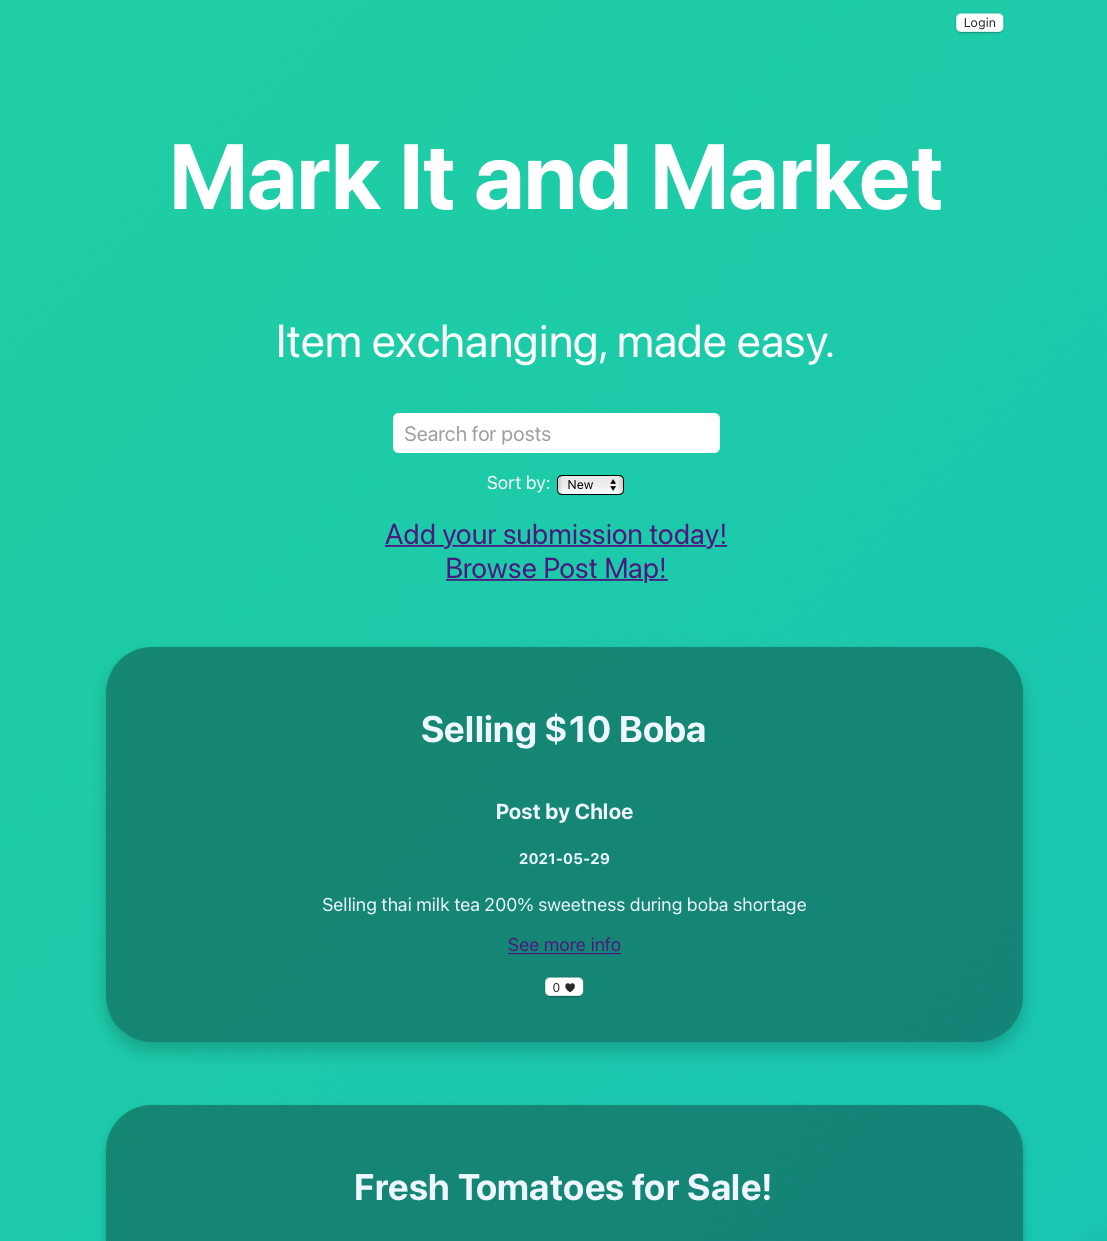 Login
Mark It and Market
Item exchanging, made easy.
Search for posts
Sort by: New
Add your submission today!
Browse Post Map!
Selling $10 Boba
Post by Chloe
2021-05-29
Selling thai milk tea 200% sweetness during boba shortage
See more info
0 ♥
Fresh Tomatoes for Sale!